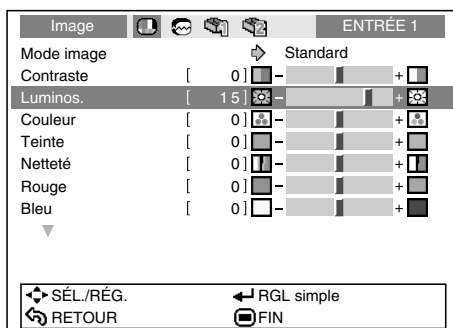 Image ENTRÉE 1
Mode image Standard
Contraste [ 0] - +
Luminos. [ 15] - +
Couleur [ 0] - +
Teinte [ 0] - +
Netteté [ 0] - +
Rouge [ 0] - +
Bleu [ 0] - +
SÉL./RÉG. RGL simple
RETOUR FIN